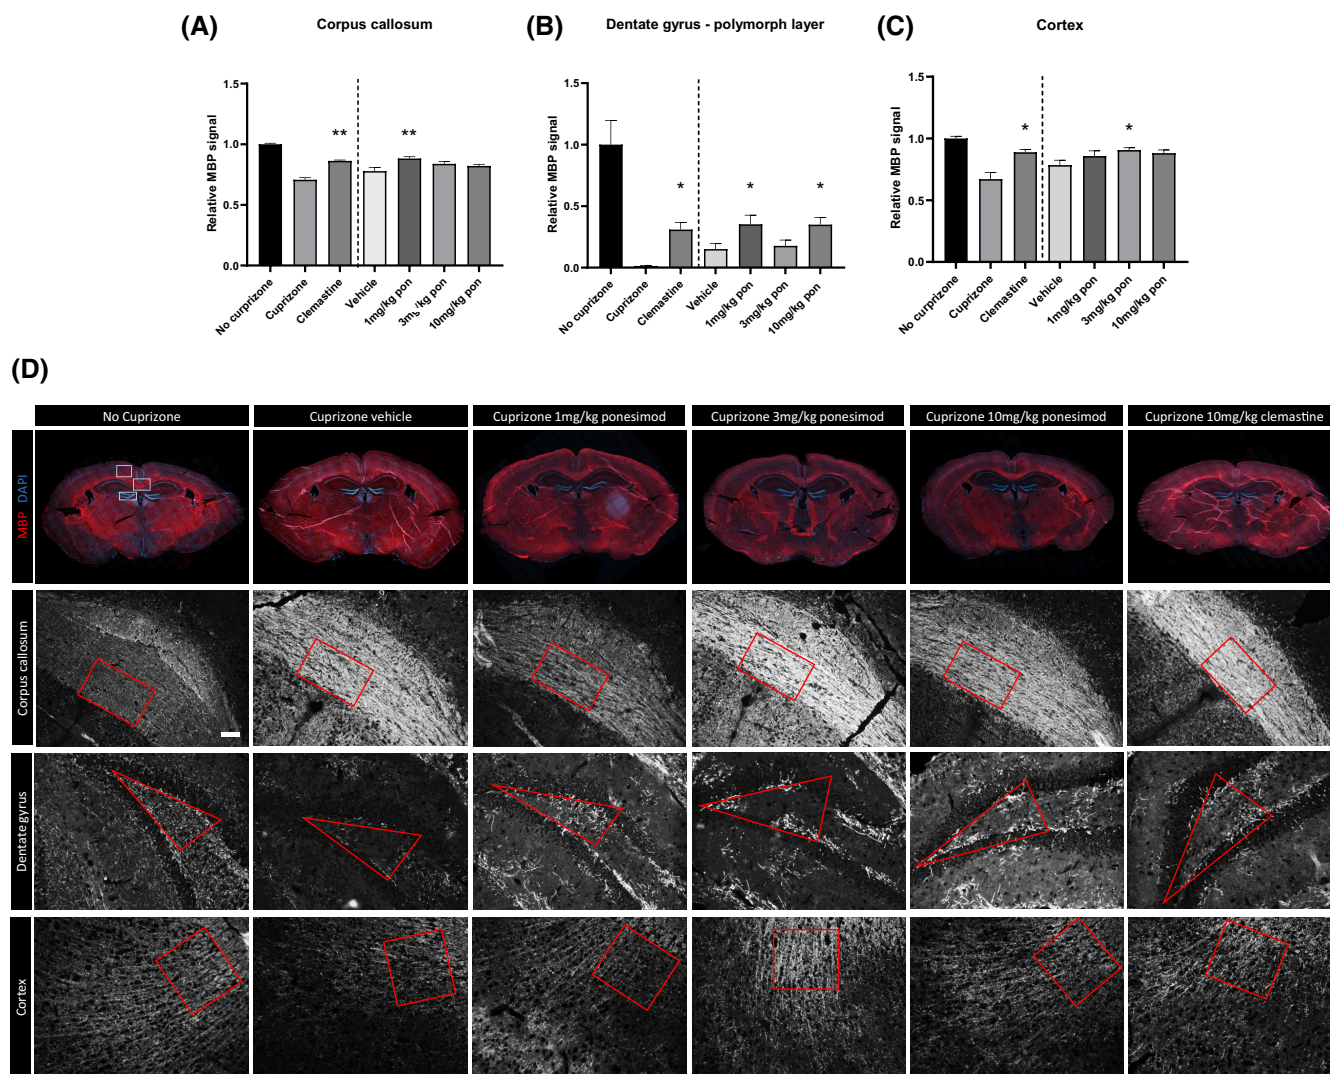 (A)
Corpus callosum
Relative MBP signal
1.5
1.0
0.5
0.0
**
**
No curprizone
Cuprizone
Clemastine
Vehicle
1mg/kg pon
/kg pon
10mg/kg pon
(B)
Dentate gyrus - polymorph layer
Relative MBP signal
1.5
1.0
0.5
0.0
*
*
*
No cuprizone
Cuprizone
Clemastine
Vehicle
1mg/kg pon
3mg/kg pon
10mg/kg pon
(C)
Cortex
Relative MBP signal
1.5
1.0
0.5
0.0
*
*
No cuprizone
Cuprizone
Clemastine
Vehicle
1mg/kg pon
3mg/kg pon
10mg/kg pon
(D)
No Cuprizone
Cuprizone vehicle
Cuprizone 1mg/kg ponesimod
Cuprizone 3mg/kg ponesimod
Cuprizone 10mg/kg ponesimod
Cuprizone 10mg/kg clemastine
MBP DAPI
Corpus callosum
Dentate gyrus
Cortex